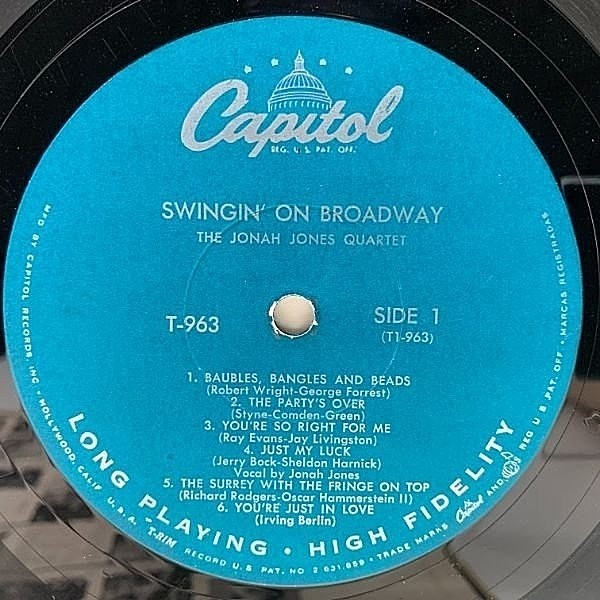 Capitol
REG. U.S. PAT. OFF.
SWINGIN' ON BROADWAY
THE JONAH JONES QUARTET
T-963
SIDE 1
(T1-963)
1. BAUBLES, BANGLES AND BEADS
(Robert Wright-George Forrest)
2. THE PARTY'S OVER
(Styne-Comden-Green)
3. YOU'RE SO RIGHT FOR ME
(Ray Evans-Jay Livingston)
4. JUST MY LUCK
(Jerry Bock-Sheldon Harnick)
Vocal by Jonah Jones
5. THE SURREY WITH THE FRINGE ON TOP
(Richard Rodgers-Oscar Hammerstein II)
6. YOU'RE JUST IN LOVE
(Irving Berlin)
LONG PLAYING • HIGH FIDELITY
MFD BY CAPITOL RECORDS, INC • HOLLYWOOD, CALIF U.S.A. T-RIM RECORD U.S. PAT. NO 2 631,859 • TRADE MARKS Capitol AND REG U S PAT. OFF • MARCAS REGISTRADAS